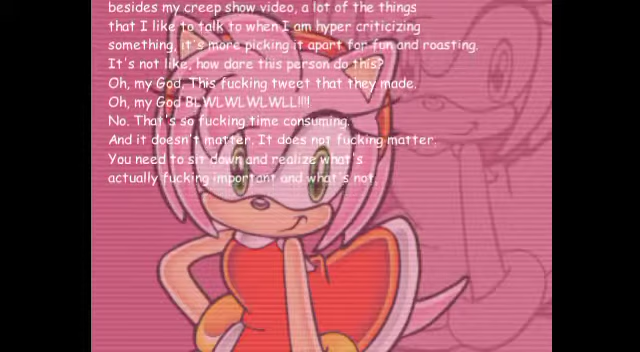 besides my creep show video, a lot of the things
that I like to talk to when I am hyper criticizing
something, it's more picking it apart for fun and roasting.
It's not like, how dare this person do this?
Oh, my God, This fucking tweet that they made.
Oh, my God BLWLWLWLWLL!!!!
No. That's so fucking time consuming.
And it doesn't matter. It does not fucking matter.
You need to sit down and realize what's
actually fucking important and what's not.